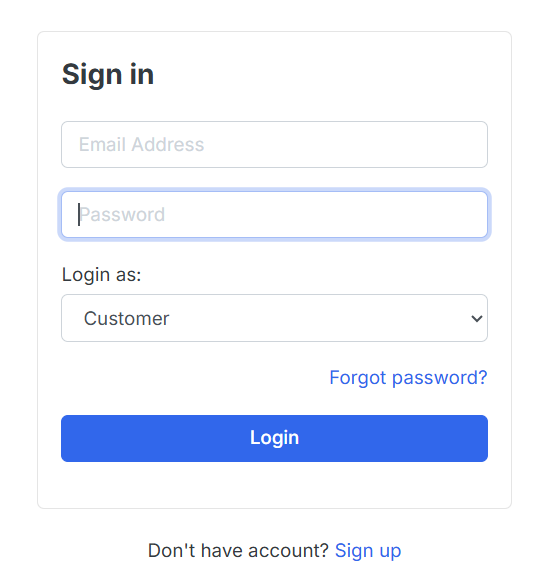 Sign in
Email Address
Password
Login as:
Customer
Forgot password?
Login
Don't have account? Sign up